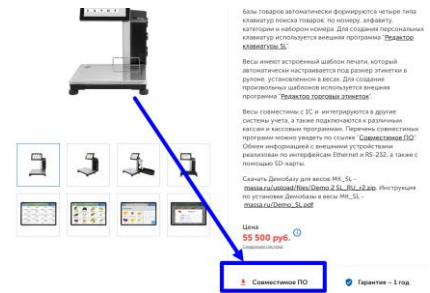 базы товаров автоматически формируются четыре типа
клавиатур поиска товаров: по номеру, алфавиту,
категории и набором номера. Для создания персональных
клавиатур используется внешняя программа "Редактор
клавиатуры SL".
Весы имеют встроенный шаблон печати, который
автоматически настраивается под размер этикетки в
рулоне, установленном в весах. Для создания
произвольных шаблонов используется внешняя
программа "Редактор торговых этикеток".
Весы совместимы с 1С и интегрируются в другие
системы учета, а также подключаются к различным
кассам и кассовым программам. Перечень совместимых
программ можно увидеть по ссылке "Совместимое ПО".
Обмен информацией с внешними устройствами
реализован по интерфейсам Ethernet и RS-232, а также с
помощью SD-карты.
Скачать Демобазу для весов MK_SL -
massa.ru/upload/files/Demo 2 SL_RU_r2.zip. Инструкция
по установке Демобазы в весы MK_SL -
massa.ru/Demo_SL.pdf
Цена
55 500 руб.
Совместимое ПО
Гарантия – 1 год